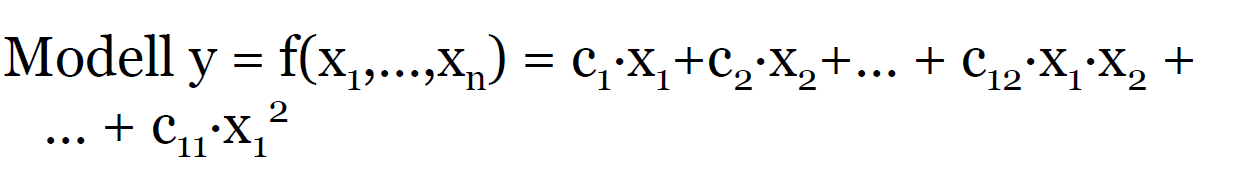 Modell y = f(x₁,...,xₙ) = c₁·x₁+c₂·x₂+... + c₁₂·x₁·x₂ +
... + c₁₁·x₁²